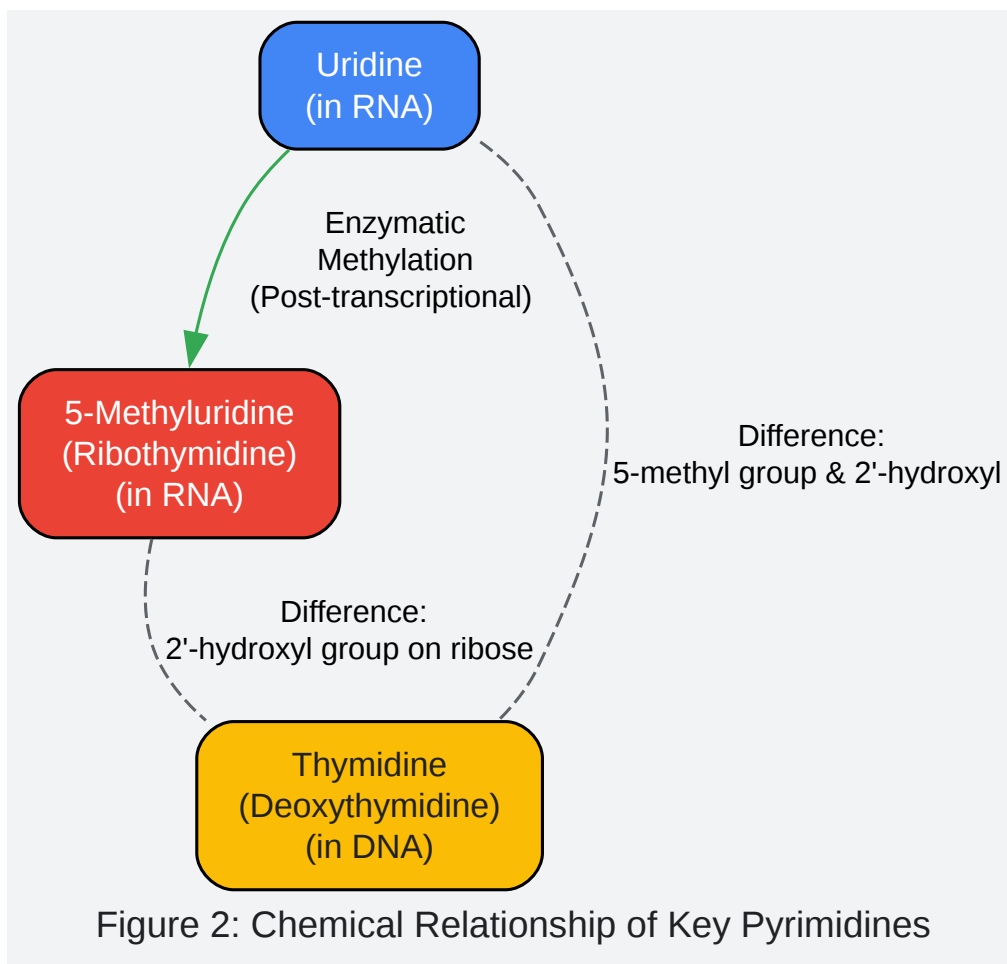 Uridine
(in RNA)
Enzymatic
Methylation
(Post-transcriptional)
5-Methyluridine
(Ribothymidine)
(in RNA)
Difference:
5-methyl group & 2'-hydroxyl
Difference:
2'-hydroxyl group on ribose
Thymidine
(Deoxythymidine)
(in DNA)
Figure 2: Chemical Relationship of Key Pyrimidines